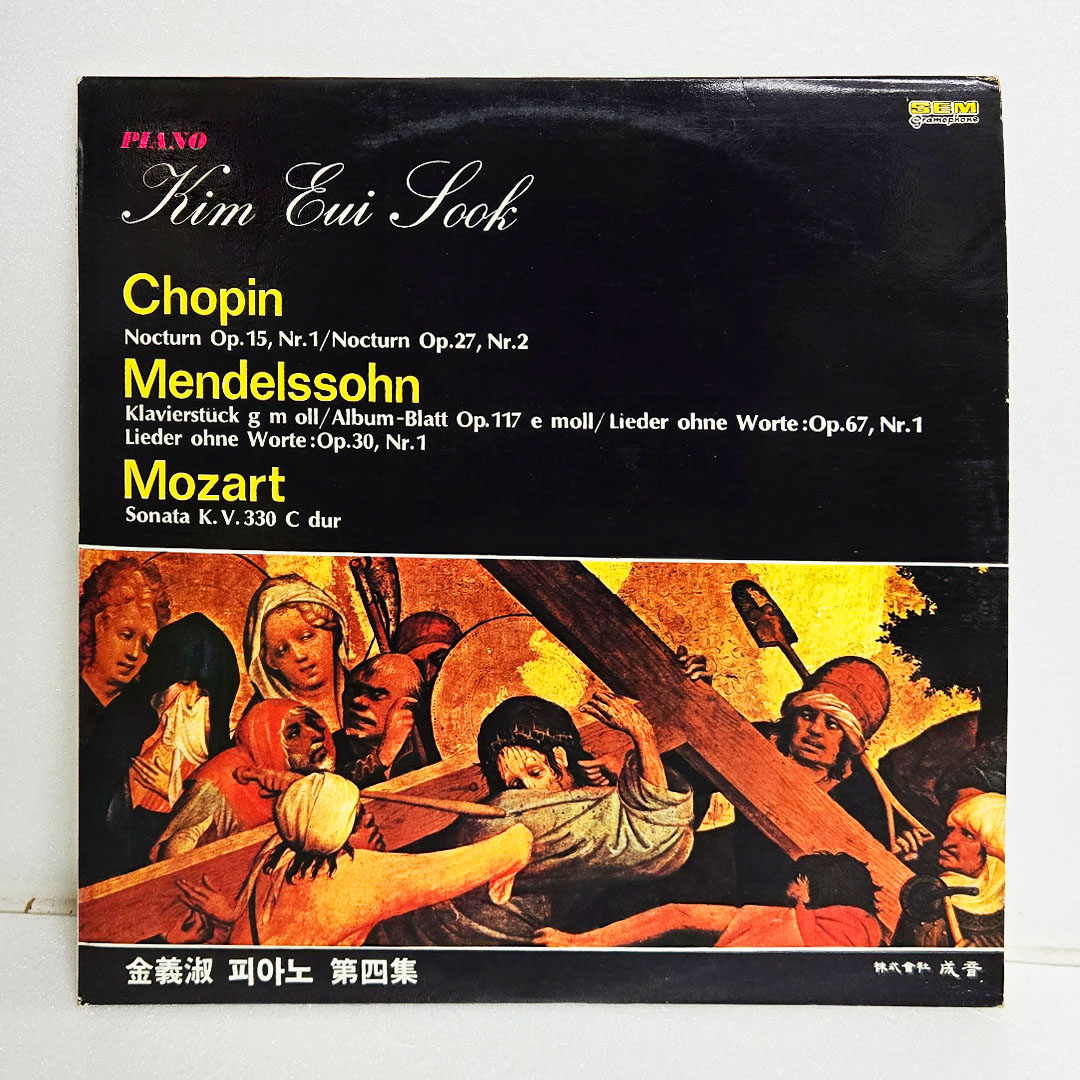 SEM
Gramophone
PIANO
Kim Eui Sook
Chopin
Nocturn Op.15, Nr.1/Nocturn Op.27, Nr.2
Mendelssohn
Klavierstück g m oll/Album-Blatt Op.117 e moll/Lieder ohne Worte:Op.67, Nr.1
Lieder ohne Worte:Op.30, Nr.1
Mozart
Sonata K.V.330 C dur
金義淑 피아노 第四集
株式會社 成音